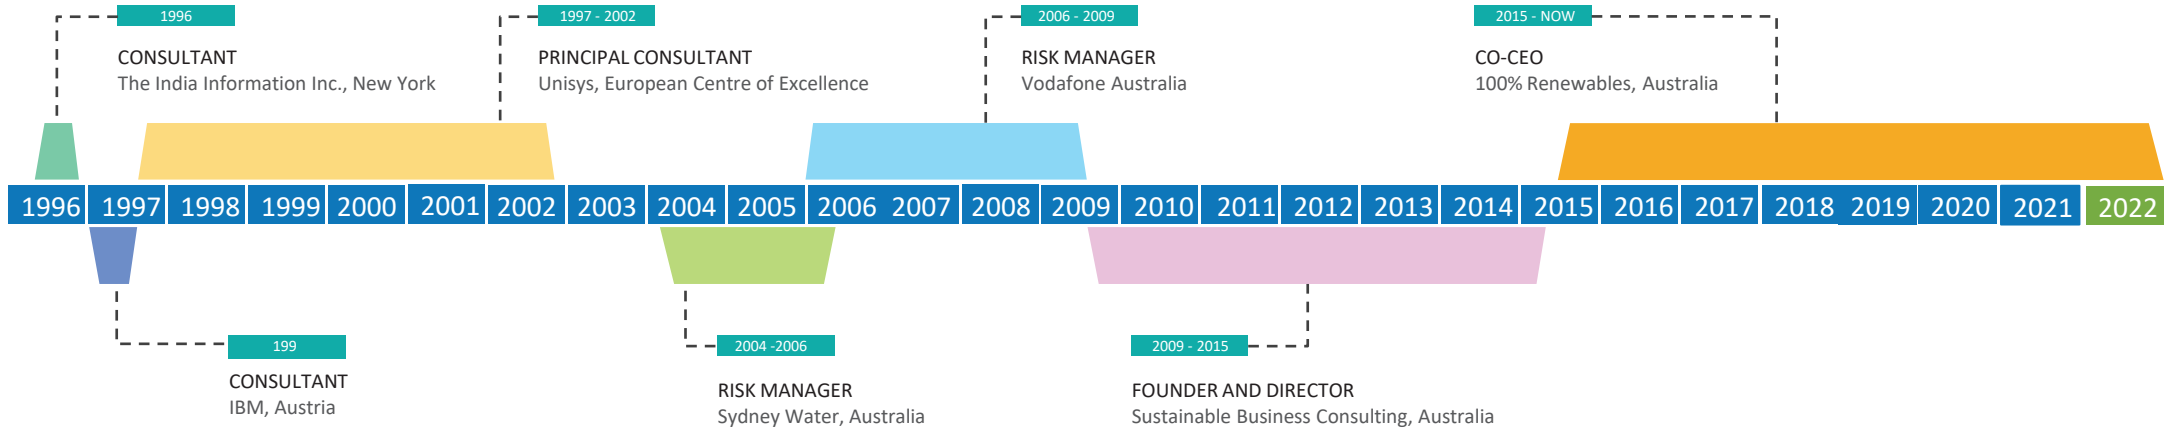 1996
CONSULTANT
The India Information Inc., New York
1997 - 2002
PRINCIPAL CONSULTANT
Unisys, European Centre of Excellence
2006 - 2009
RISK MANAGER
Vodafone Australia
2015 - NOW
CO-CEO
100% Renewables, Australia
1996 1997 1998 1999 2000 2001 2002 2003 2004 2005 2006 2007 2008 2009 2010 2011 2012 2013 2014 2015 2016 2017 2018 2019 2020 2021 2022
199
CONSULTANT
IBM, Austria
2004 -2006
RISK MANAGER
Sydney Water, Australia
2009 - 2015
FOUNDER AND DIRECTOR
Sustainable Business Consulting, Australia